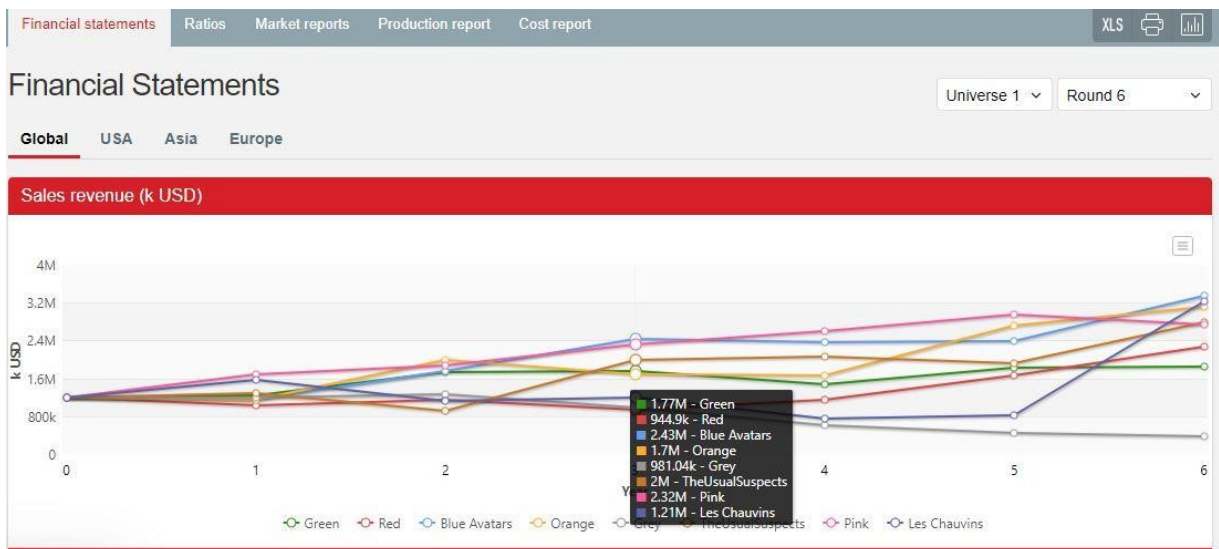 Financial statements Ratios Market reports Production report Cost report XLS
Financial Statements
Universe 1 Round 6
Global USA Asia Europe
Sales revenue (k USD)
4M
3.2M
2.4M
1.6M
800k
0
k USD
0 1 2 4 5 6
1.77M - Green
944.9k - Red
2.43M - Blue Avatars
1.7M - Orange
981.04k - Grey
2M - TheUsualSuspects
2.32M - Pink
1.21M - Les Chauvins
Green Red Blue Avatars Orange Grey TheUsualSuspects Pink Les Chauvins